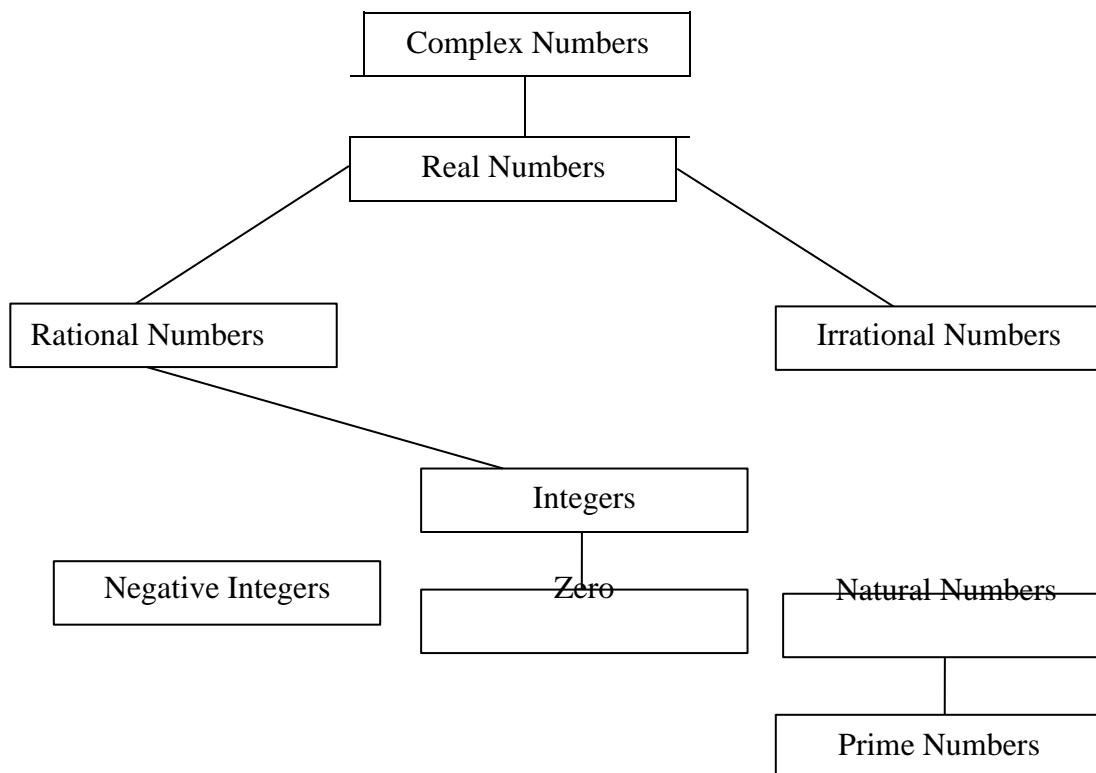 Complex Numbers
Real Numbers
Rational Numbers
Irrational Numbers
Integers
Negative Integers
Zero
Natural Numbers
Prime Numbers